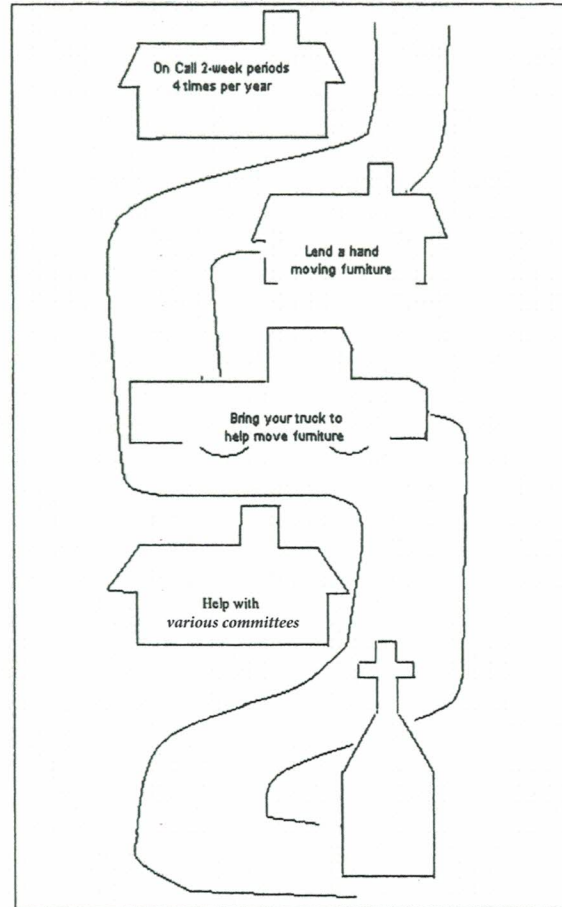 On Call 2-week periods
4 times per year
Lend a hand
moving furniture
Bring your truck to
help move furniture
Help with
various committees